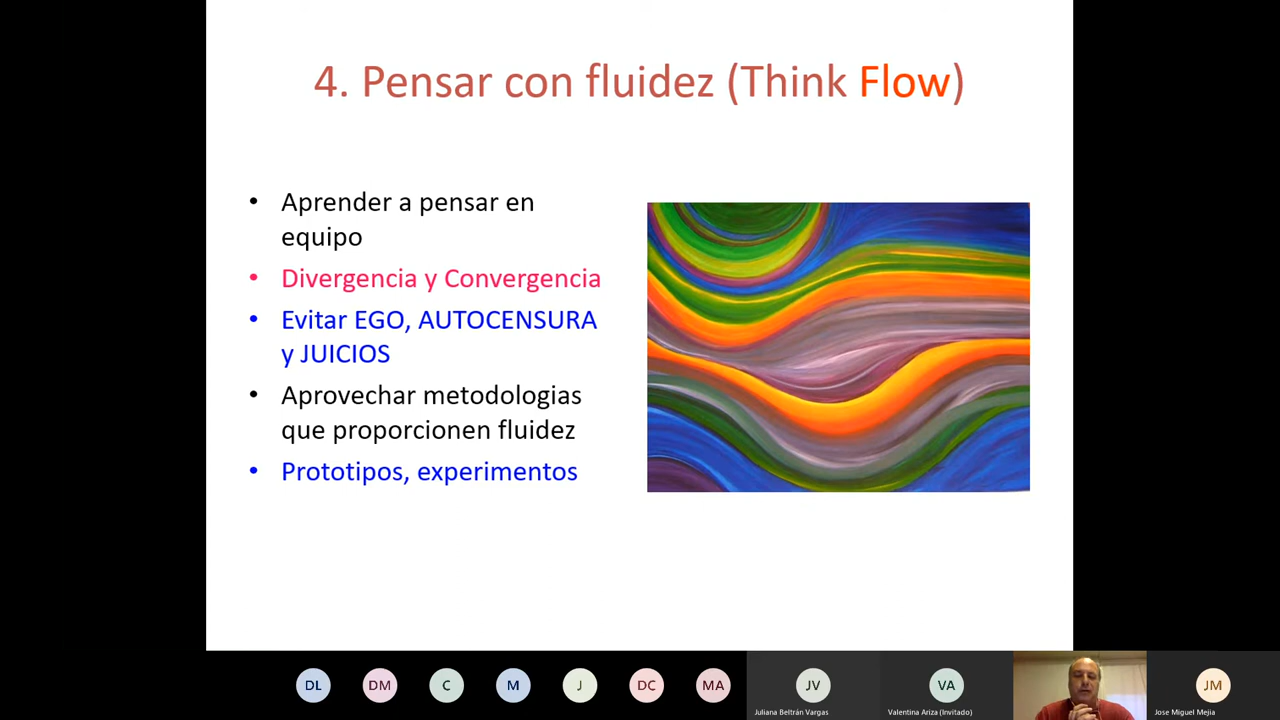 4. Pensar con fluidez (Think Flow)
• Aprender a pensar en
equipo
• Divergencia y Convergencia
• Evitar EGO, AUTOCENSURA
y JUICIOS
• Aprovechar metodologias
que proporcionen fluidez
• Prototipos, experimentos
DL
DM
C
M
J
DC
MA
JV
VA
JM
Juliana Beltrán Vargas
Valentina Ariza (Invitado)
Jose Miguel Mejia